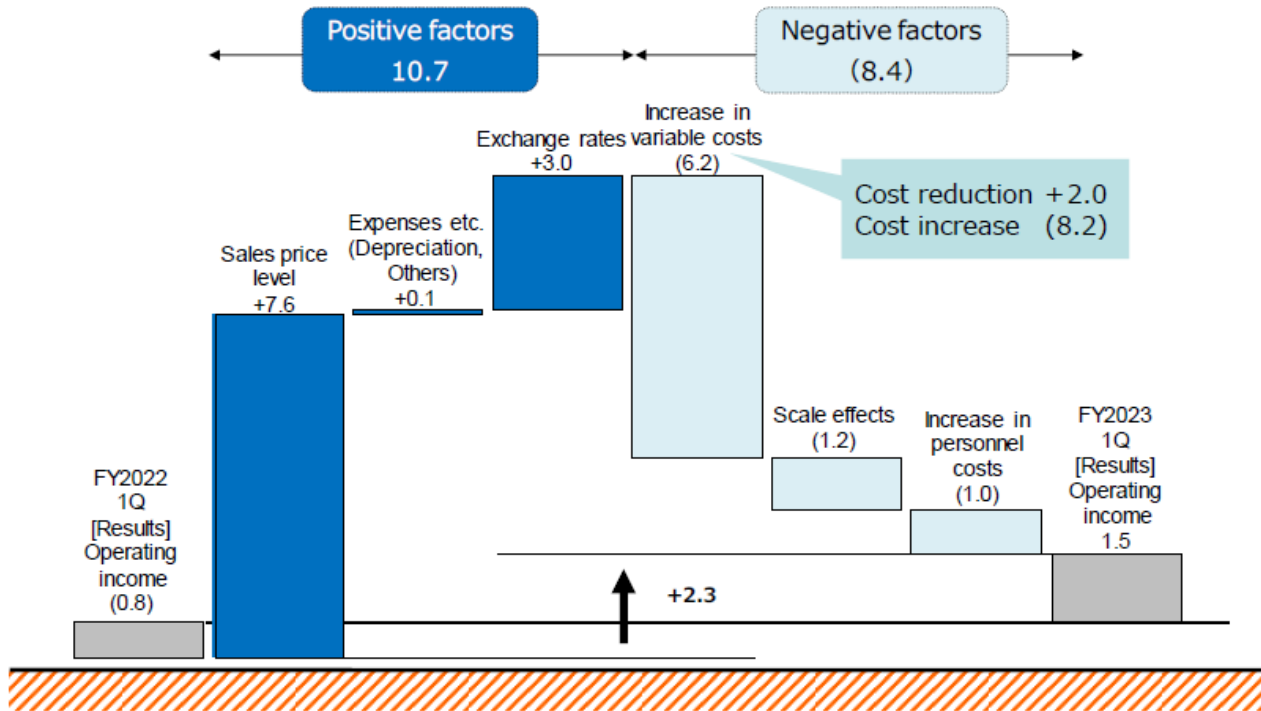 Positive factors
10.7
Negative factors
(8.4)
Increase in
variable costs
(6.2)
Exchange rates
+3.0
Cost reduction +2.0
Cost increase (8.2)
Expenses etc.
(Depreciation,
Others)
+0.1
Sales price
level
+7.6
Scale effects
(1.2)
Increase in
personnel
costs
(1.0)
FY2023
1Q
[Results]
Operating
income
1.5
FY2022
1Q
[Results]
Operating
income
(0.8)
+2.3